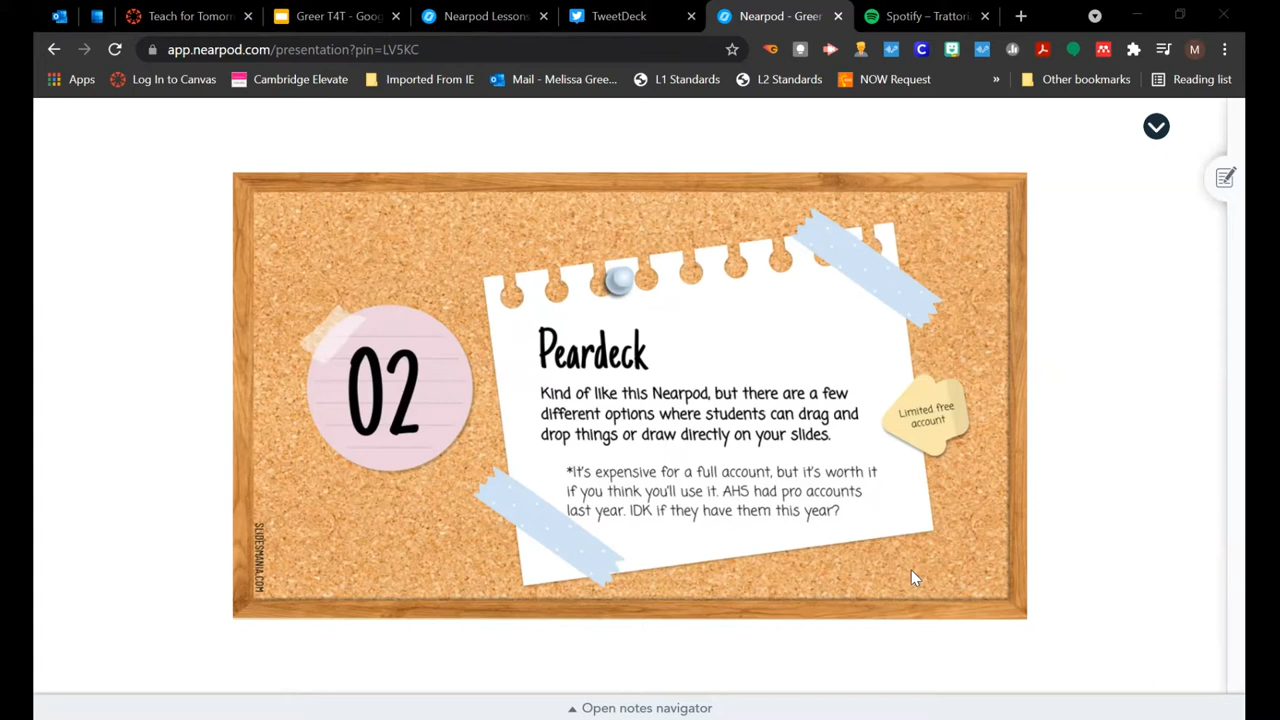 Teach for Tomorr
Greer T4T - Goog
Nearpod Lessons
TweetDeck
Nearpod - Greer
Spotify – Trattoria
app.nearpod.com/presentation?pin=LV5KC
M
Apps
Log In to Canvas
Cambridge Elevate
Imported From IE
Mail - Melissa Gree...
L1 Standards
L2 Standards
NOW Request
»
Other bookmarks
Reading list
02
Peardeck
Kind of like this Nearpod, but there are a few
different options where students can drag and
drop things or draw directly on your slides.
*It's expensive for a full account, but it's worth it
if you think you'll use it. AHS had pro accounts
last year. IDK if they have them this year?
Limited free
account
SLIDESMANIA.COM
Open notes navigator